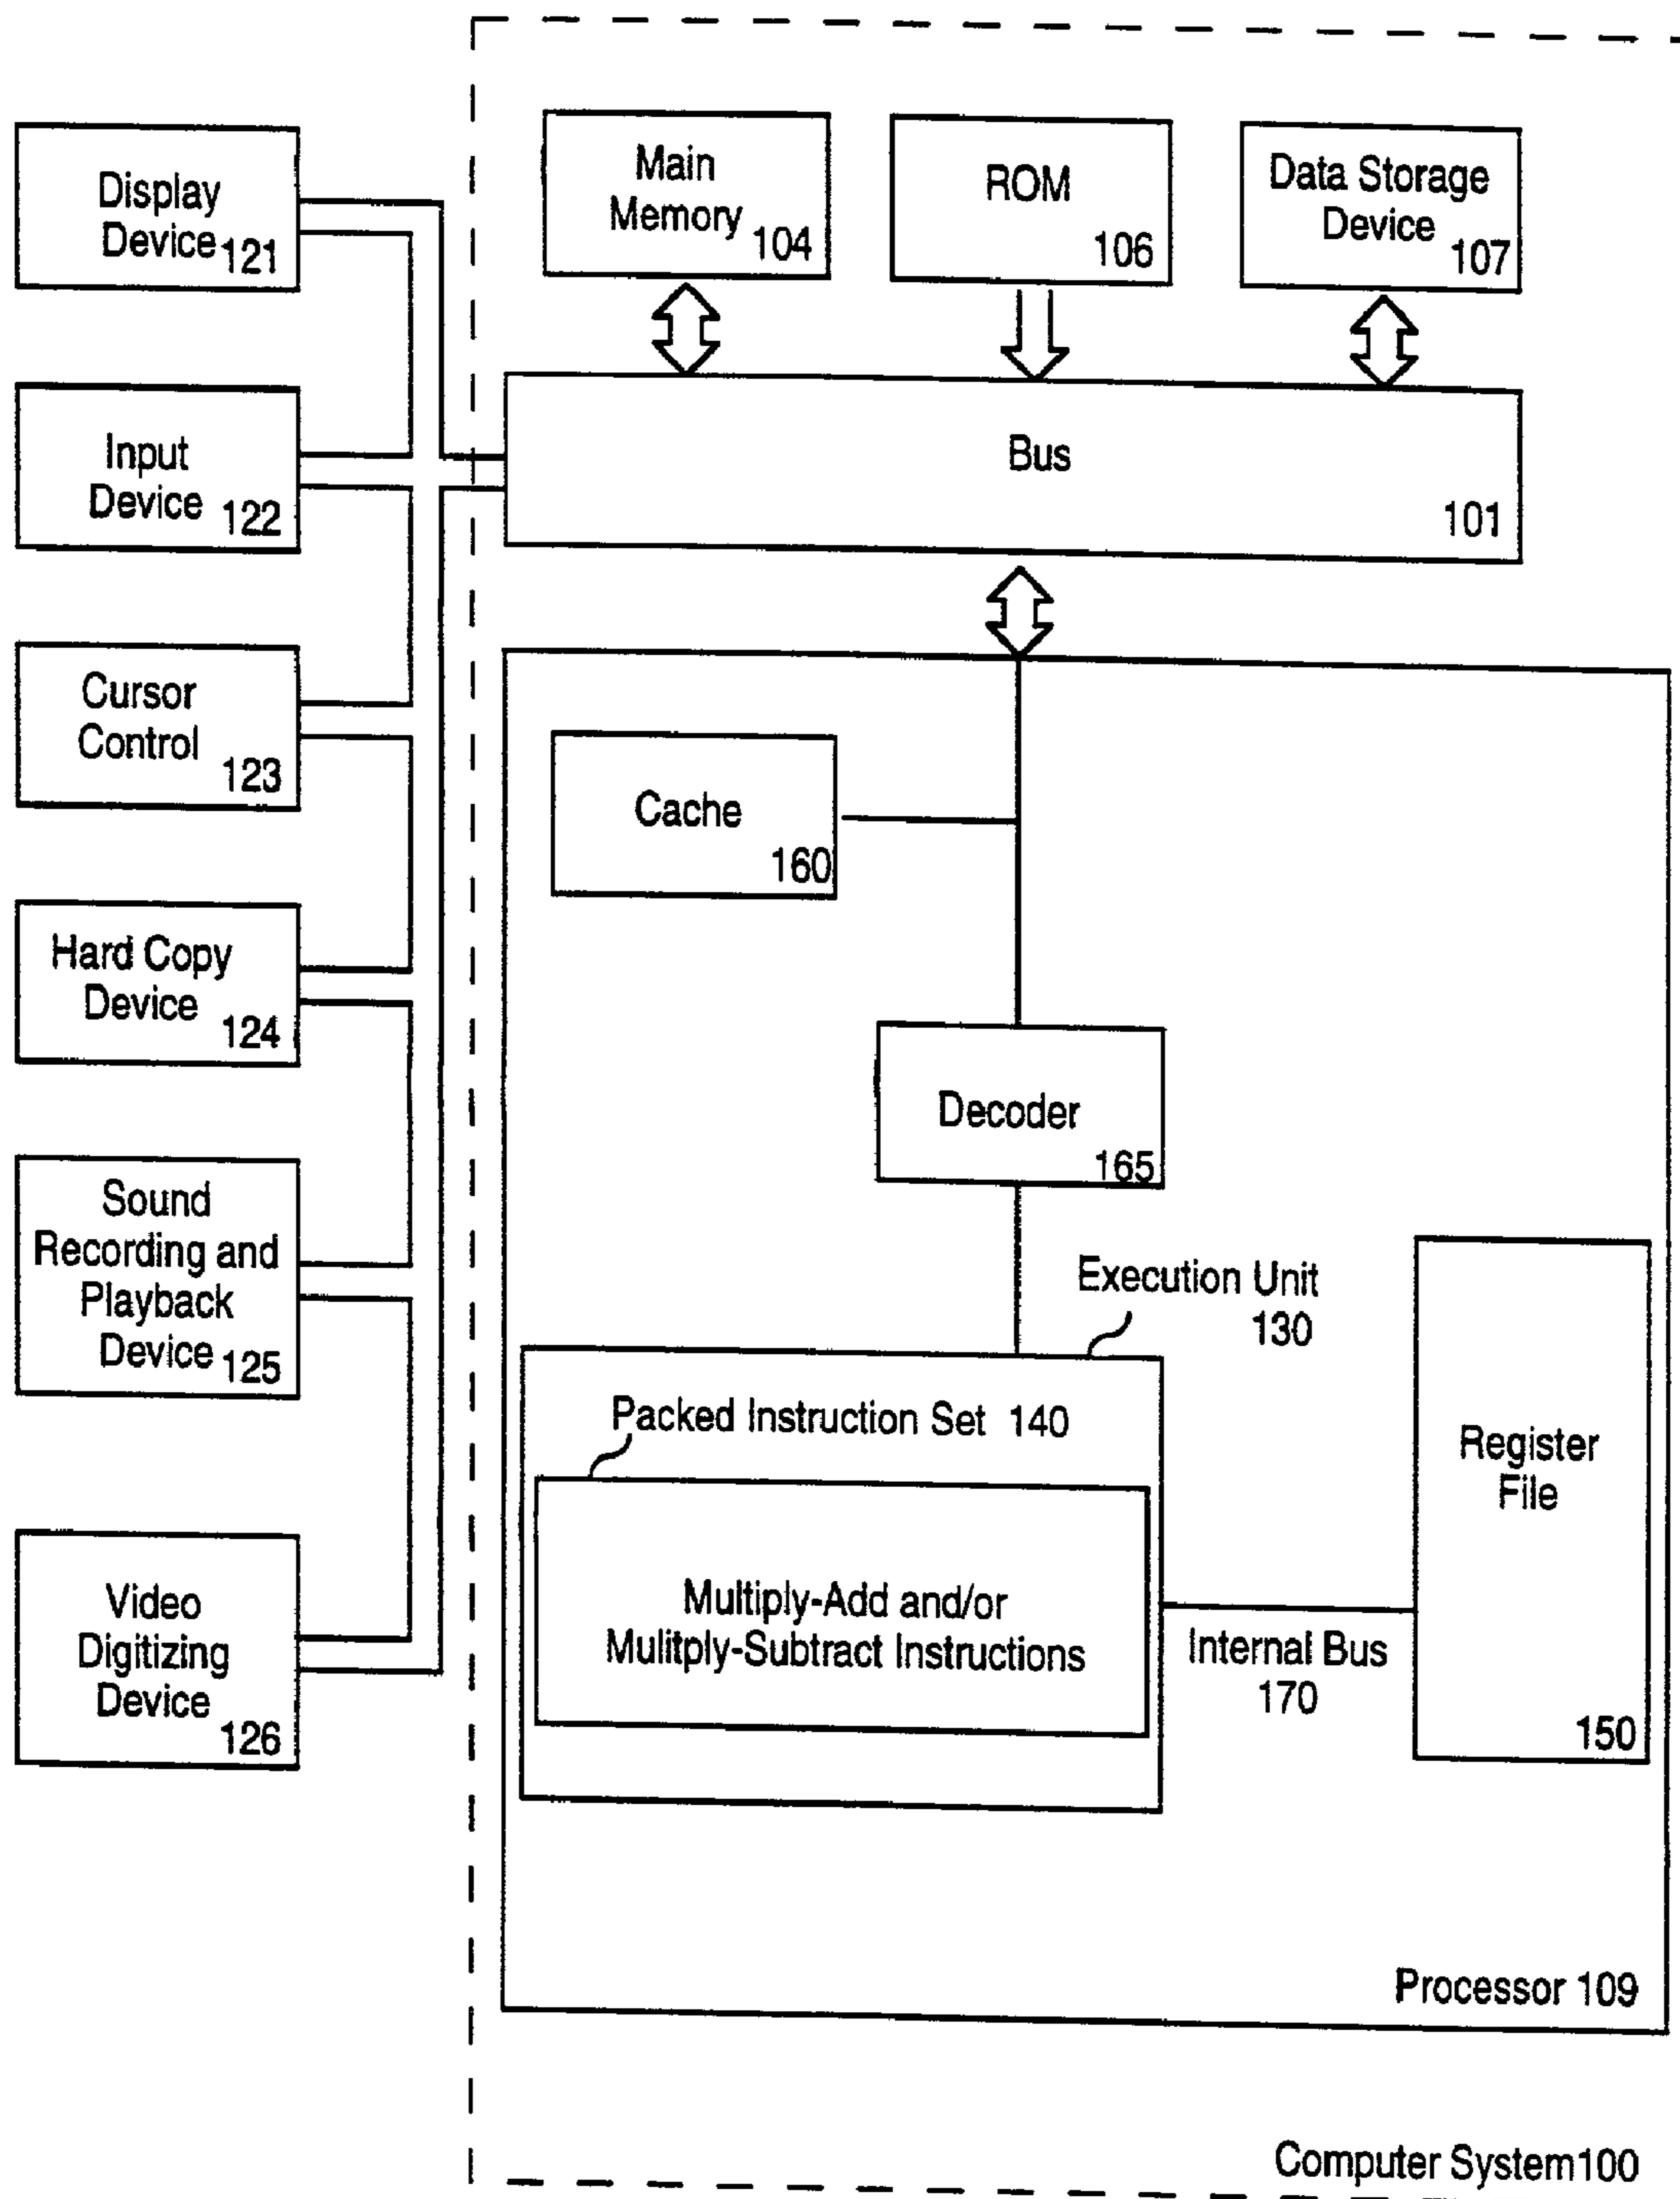 Display
Device 121
Input
Device 122
Cursor
Control 123
Hard Copy
Device 124
Sound
Recording and
Playback
Device 125
Video
Digitizing
Device 126
Main
Memory 104
ROM
106
Data Storage
Device 107
Bus
101
Cache
160
Decoder
165
Execution Unit
130
Packed Instruction Set 140
Multiply-Add and/or
Mulitply-Subtract Instructions
Internal Bus
170
Register
File
150
Processor 109
Computer System100